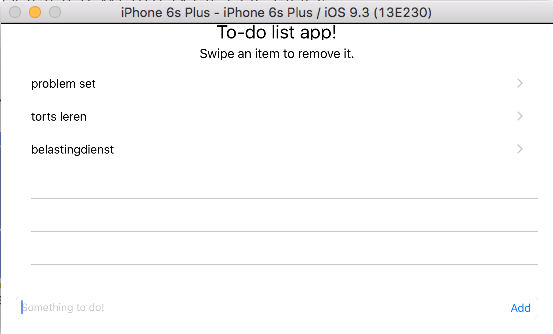 iPhone 6s Plus - iPhone 6s Plus / iOS 9.3 (13E230)
To-do list app!
Swipe an item to remove it.
problem set
torts leren
belastingdienst
Something to do!
Add